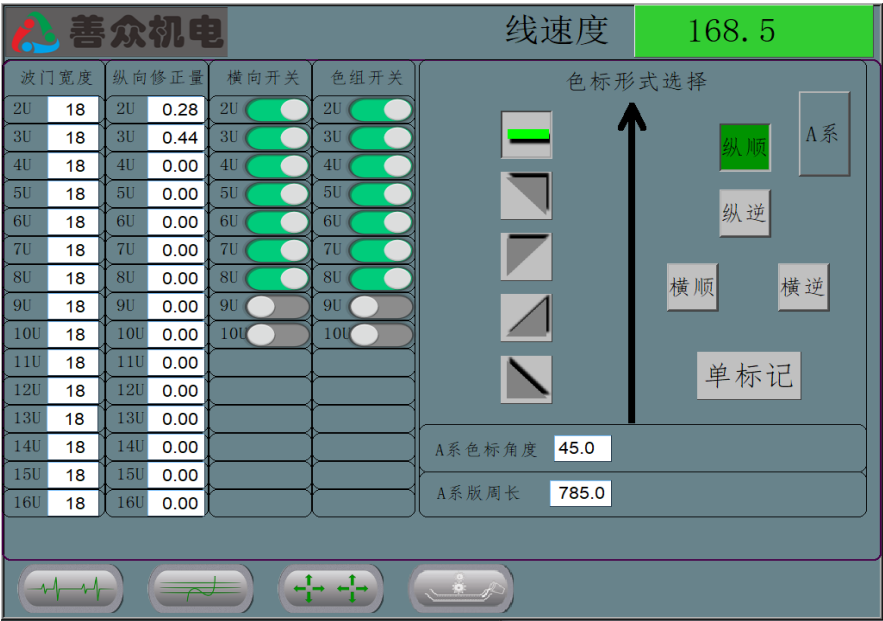 善众机电 线速度 168.5
波门宽度 纵向修正量 横向开关 色组开关 色标形式选择
2U 18 2U 0.28 2U 2U
3U 18 3U 0.44 3U 3U
4U 18 4U 0.00 4U 4U
5U 18 5U 0.00 5U 5U
6U 18 6U 0.00 6U 6U
7U 18 7U 0.00 7U 7U
8U 18 8U 0.00 8U 8U
9U 18 9U 0.00 9U 9U
10U 18 10U 0.00 10U 10U
11U 18 11U 0.00
12U 18 12U 0.00
13U 18 13U 0.00
14U 18 14U 0.00
15U 18 15U 0.00
16U 18 16U 0.00
纵顺 A系
纵逆
横顺 横逆
单标记
A系色标角度 45.0
A系版周长 785.0